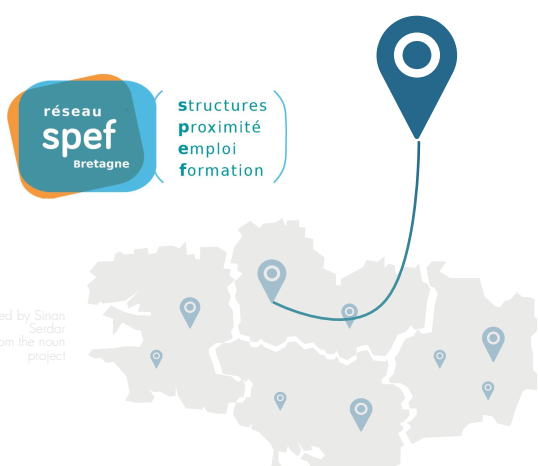 réseau
spef
Bretagne
structures
proximité
emploi
formation
ed by Sinan
Serdar
om the noun
project